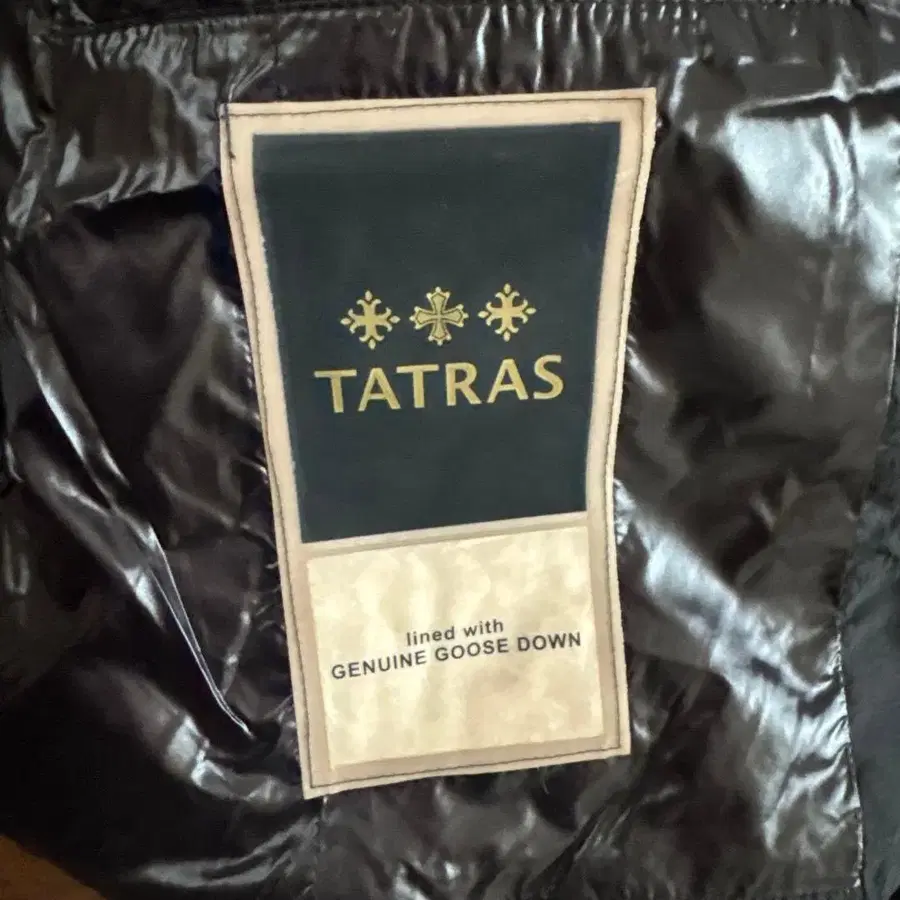 TATRAS
lined with
GENUINE GOOSE DOWN